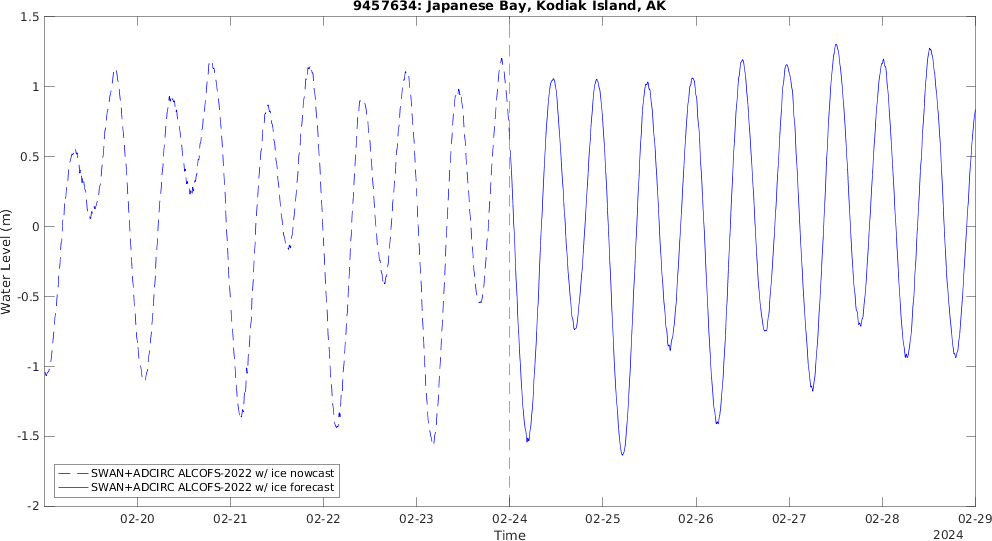 9457634: Japanese Bay, Kodiak Island, AK
1.5
1
0.5
0
-0.5
-1
-1.5
-2
Water Level (m)
SWAN+ADCIRC ALCOFS-2022 w/ ice nowcast
SWAN+ADCIRC ALCOFS-2022 w/ ice forecast
02-20 02-21 02-22 02-23 02-24 02-25 02-26 02-27 02-28 02-29
Time
2024